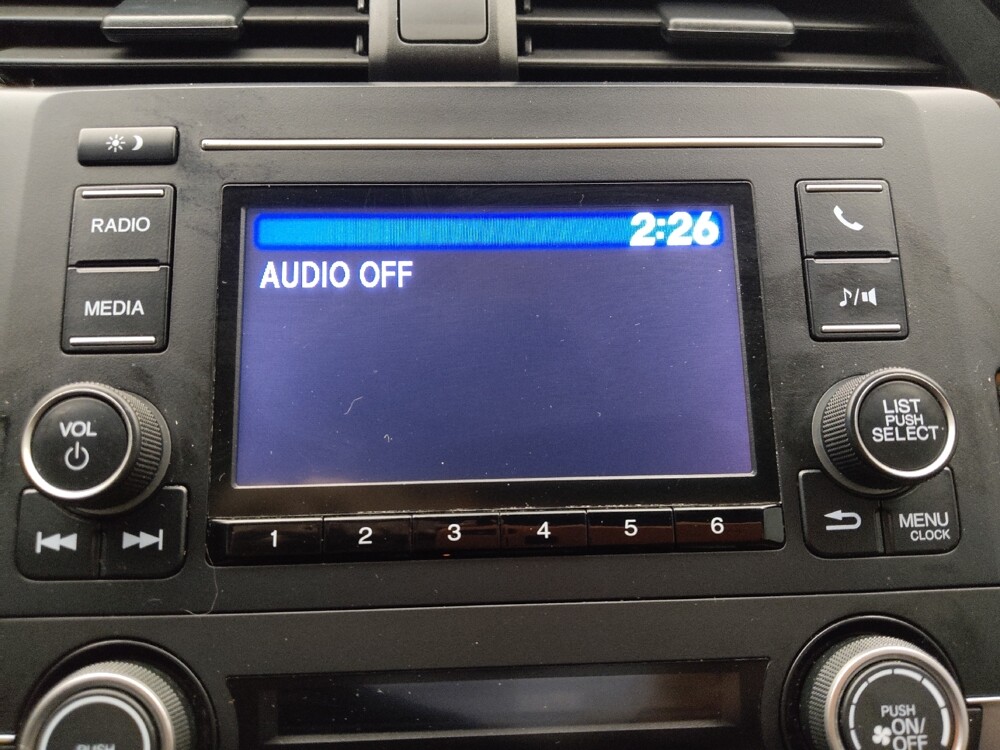 RADIO
MEDIA
VOL
2:26
AUDIO OFF
1 2 3 4 5 6
LIST
PUSH
SELECT
MENU
CLOCK
PUSH
ON/
OFF